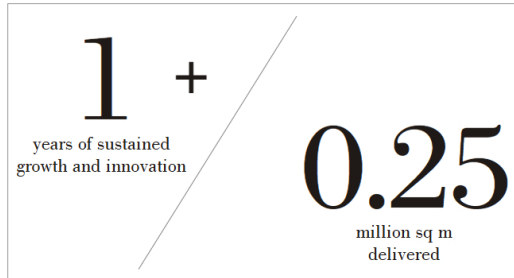 1 +
years of sustained
growth and innovation
0.25
million sq m
delivered